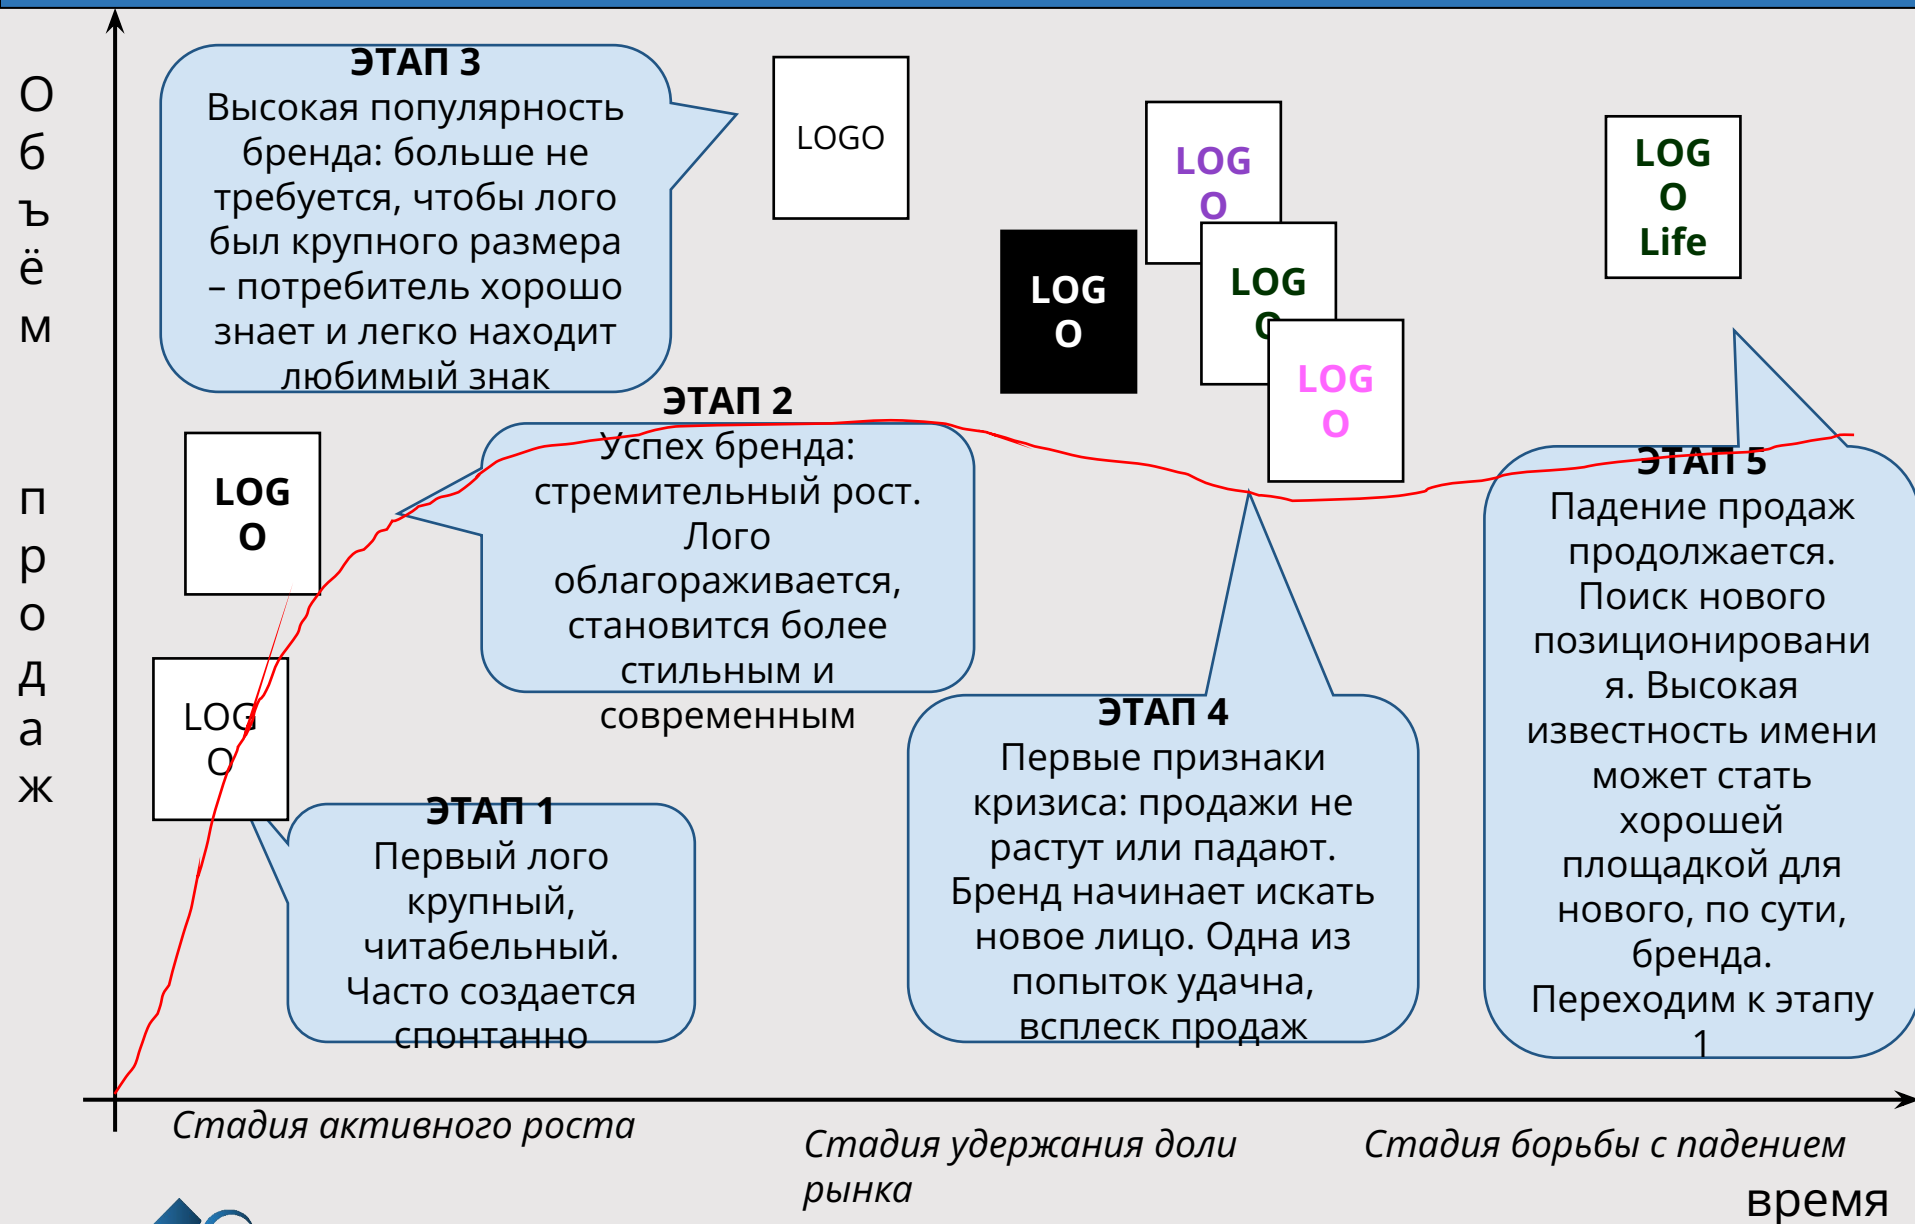 Объём продаж
ЭТАП 3
Высокая популярность
бренда: больше не
требуется, чтобы лого
был крупного размера
– потребитель хорошо
знает и легко находит
любимый знак
LOGO
LOG
O
LOG
O
LOG
O
LOG
O
LOG
O
Life
LOG
O
ЭТАП 2
Успех бренда:
стремительный рост.
Лого
облагораживается,
становится более
стильным и
современным
LOG
O
ЭТАП 1
Первый лого
крупный,
читабельный.
Часто создается
спонтанно
ЭТАП 4
Первые признаки
кризиса: продажи не
растут или падают.
Бренд начинает искать
новое лицо. Одна из
попыток удачна,
всплеск продаж
ЭТАП 5
Падение продаж
продолжается.
Поиск нового
позиционировани
я. Высокая
известность имени
может стать
хорошей
площадкой для
нового, по сути,
бренда.
Переходим к этапу
1
Стадия активного роста
Стадия удержания доли
рынка
Стадия борьбы с падением
время